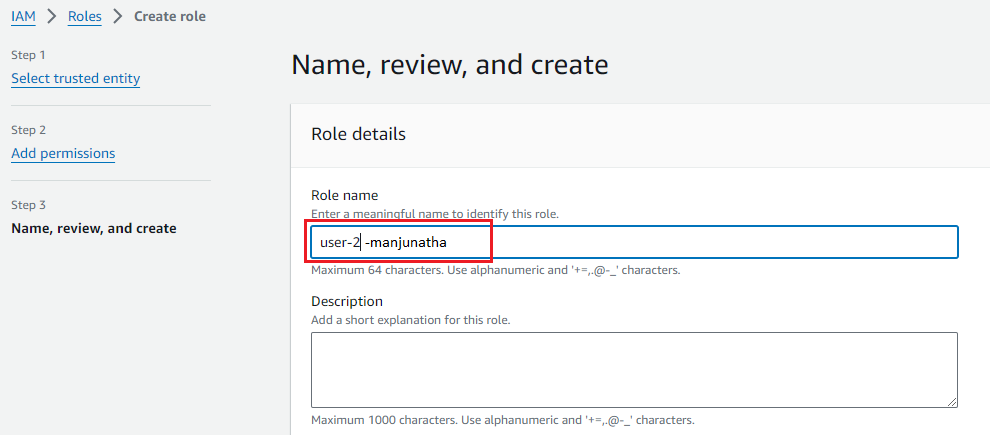 IAM > Roles > Create role
Step 1
Select trusted entity
Step 2
Add permissions
Step 3
Name, review, and create
Name, review, and create
Role details
Role name
Enter a meaningful name to identify this role.
user-2 -manjunatha
Maximum 64 characters. Use alphanumeric and '+=,.@-_' characters.
Description
Add a short explanation for this role.
Maximum 1000 characters. Use alphanumeric and '+=,.@-_' characters.